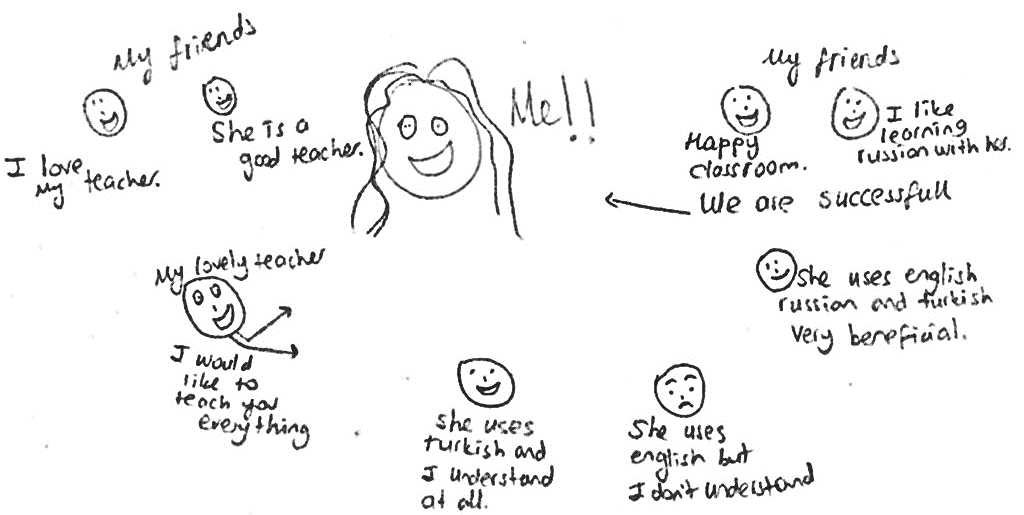 My friends
I love
my teacher.
She is a
good teacher.
Me!!
My friends
Happy
classroom.
I like
learning
russian with her.
We are successfull
My lovely teacher
I would
like to
teach you
everything
She uses english
russian and turkish
very beneficial.
she uses
turkish and
I understand
at all.
She uses
english but
I don't understand